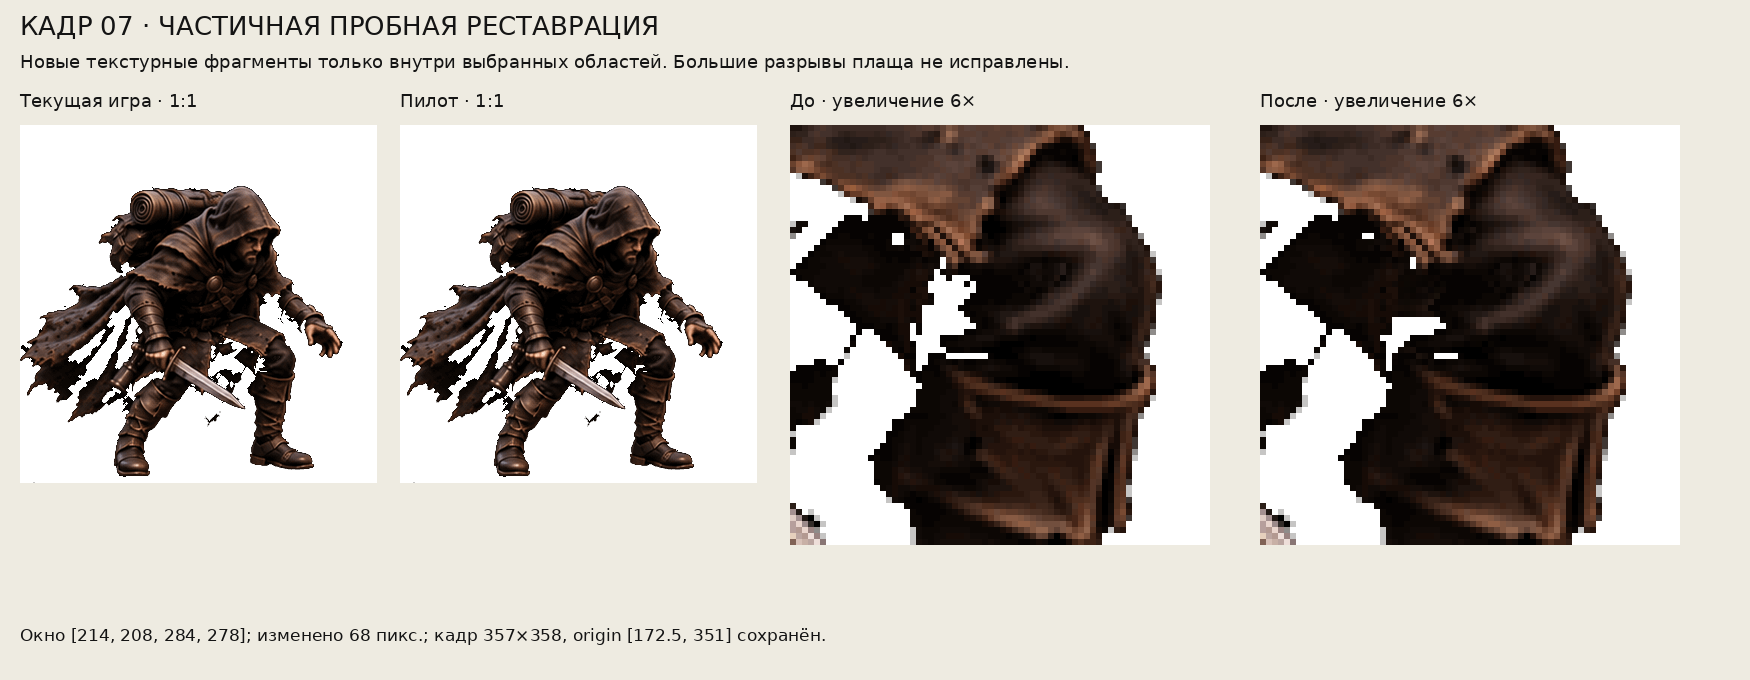 КАДР 07 · ЧАСТИЧНАЯ ПРОБНАЯ РЕСТАВРАЦИЯ
Новые текстурные фрагменты только внутри выбранных областей. Большие разрывы плаща не исправлены.
Текущая игра · 1:1
Пилот · 1:1
До · увеличение 6×
После · увеличение 6×
Окно [214, 208, 284, 278]; изменено 68 пикс.; кадр 357×358, origin [172.5, 351] сохранён.